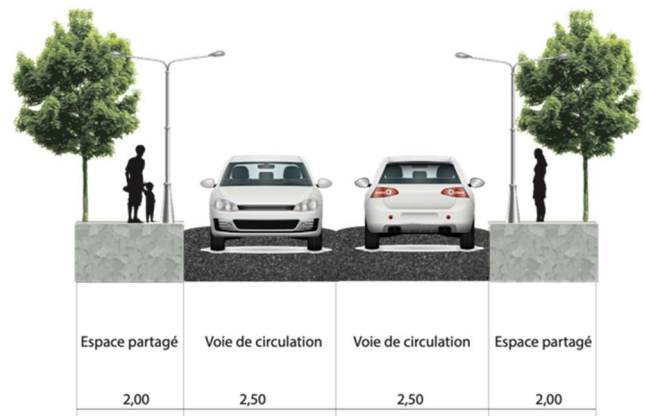 Espace partagé Voie de circulation Voie de circulation Espace partagé
2,00 2,50 2,50 2,00